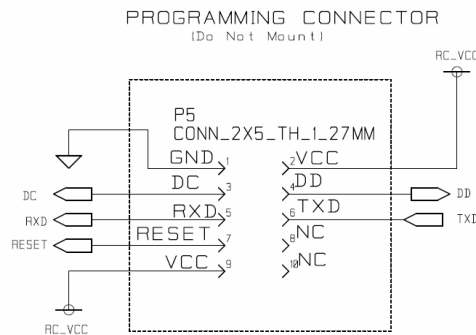 PROGRAMMING CONNECTOR
(Do Not Mount)
RC_VCC
P5
CONN_2X5_TH_1_27MM
GND 1 2 VCC
DC DC 3 4 DD DD
RXD RXD 5 6 TXD TXD
RESET RESET 7 8 NC
VCC 9 10 NC
RC_VCC